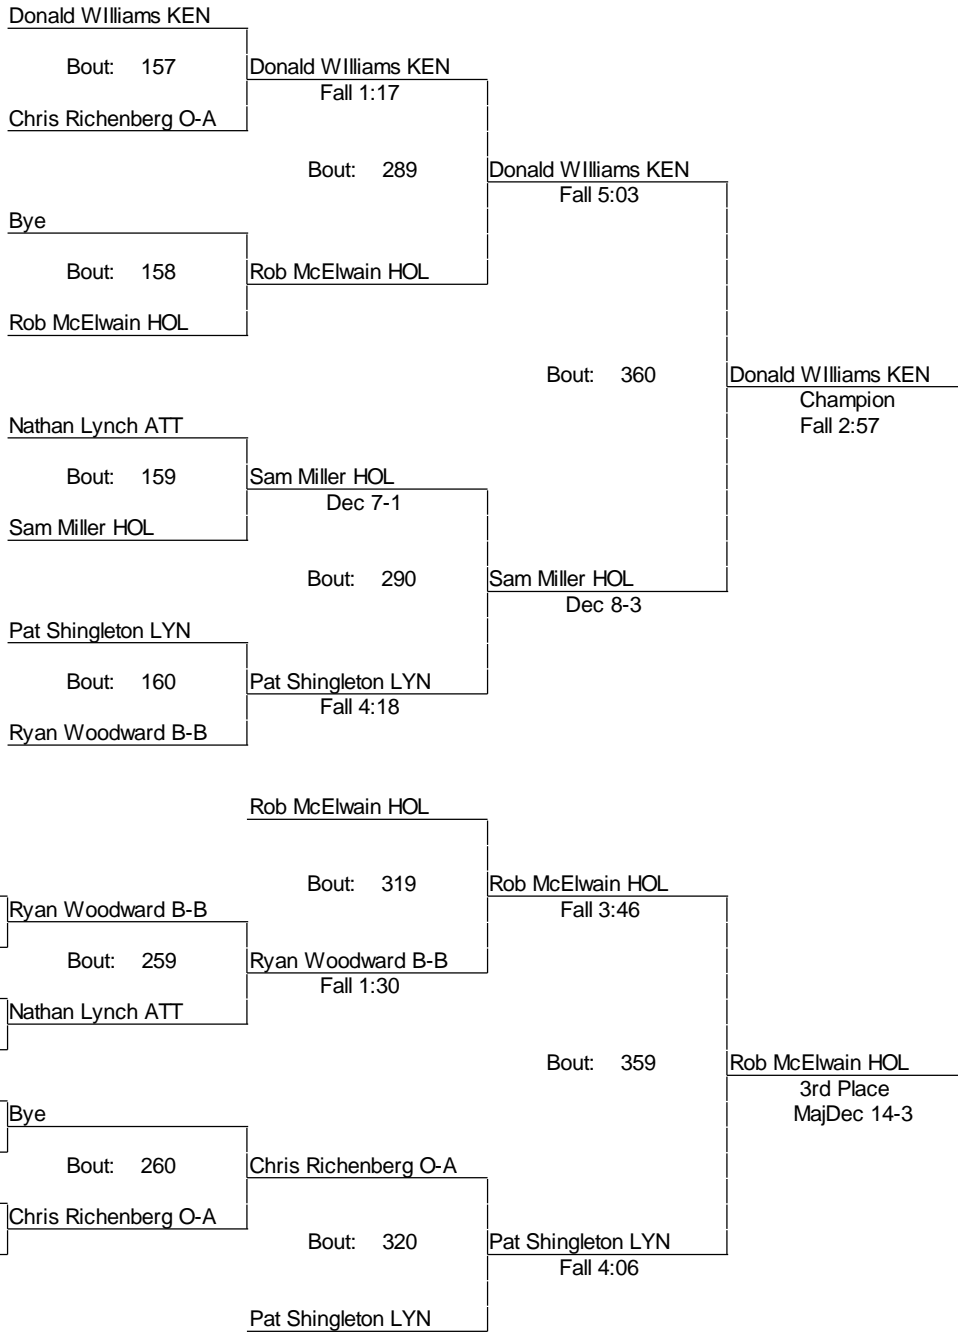 Donald WIlliams KEN
Bout: 157 Donald WIlliams KEN
Fall 1:17
Chris Richenberg O-A
Bout: 289 Donald WIlliams KEN
Fall 5:03
Bye
Bout: 158 Rob McElwain HOL
Rob McElwain HOL
Bout: 360 Donald WIlliams KEN
Champion
Nathan Lynch ATT Fall 2:57
Bout: 159 Sam Miller HOL
Dec 7-1
Sam Miller HOL
Bout: 290 Sam Miller HOL
Dec 8-3
Pat Shingleton LYN
Bout: 160 Pat Shingleton LYN
Fall 4:18
Ryan Woodward B-B
Rob McElwain HOL
Bout: 319 Rob McElwain HOL
Ryan Woodward B-B Fall 3:46
Bout: 259 Ryan Woodward B-B
Fall 1:30
Nathan Lynch ATT
Bout: 359 Rob McElwain HOL
3rd Place
Bye MajDec 14-3
Bout: 260 Chris Richenberg O-A
Chris Richenberg O-A
Bout: 320 Pat Shingleton LYN
Fall 4:06
Pat Shingleton LYN